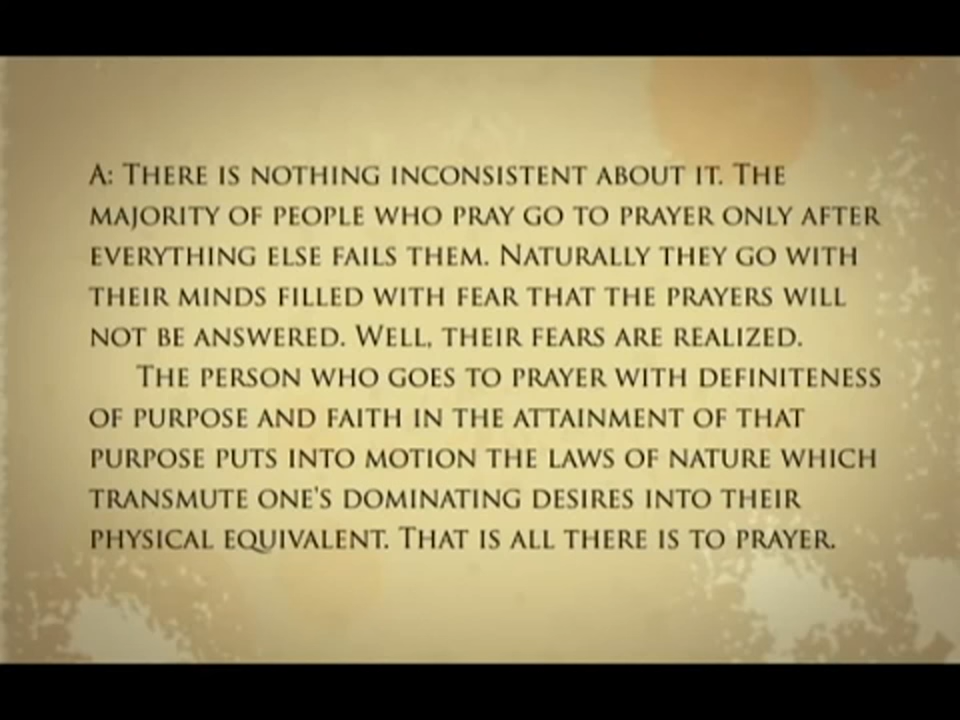 A: There is nothing inconsistent about it. The
majority of people who pray go to prayer only after
everything else fails them. Naturally they go with
their minds filled with fear that the prayers will
not be answered. Well, their fears are realized.
The person who goes to prayer with definiteness
of purpose and faith in the attainment of that
purpose puts into motion the laws of nature which
transmute one's dominating desires into their
physical equivalent. That is all there is to prayer.